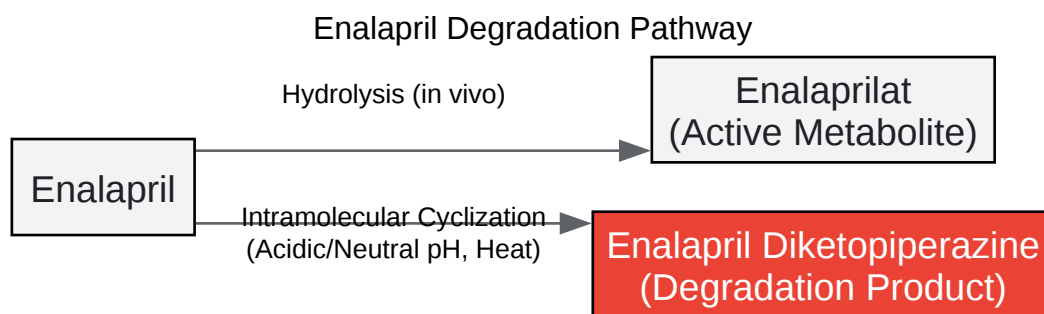 Enalapril Degradation Pathway
Hydrolysis (in vivo)
Enalaprilat
(Active Metabolite)
Enalapril
Intramolecular Cyclization
(Acidic/Neutral pH, Heat)
Enalapril Diketopiperazine
(Degradation Product)